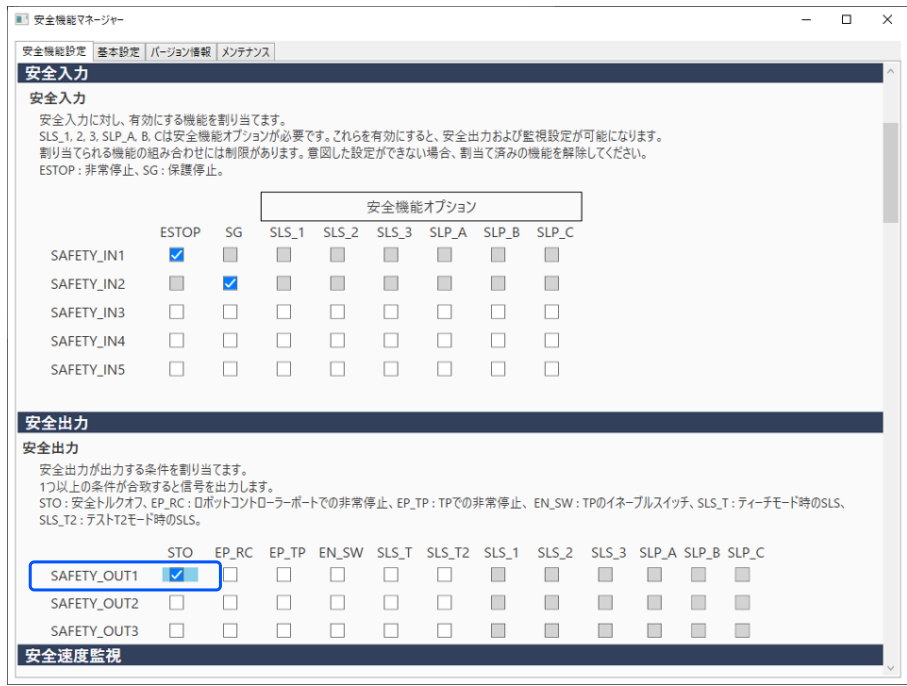 安全機能マネージャー
安全機能設定 基本設定 バージョン情報 メンテナンス
安全入力
安全入力
安全入力に対し、有効にする機能を割り当てます。
SLS_1, 2, 3, SLP_A, B, Cは安全機能オプションが必要です。これらを有効にすると、安全出力および監視設定が可能になります。
割り当てられる機能の組み合わせには制限があります。意図した設定ができない場合、割当て済みの機能を解除してください。
ESTOP : 非常停止、SG : 保護停止。
安全機能オプション
ESTOP SG SLS_1 SLS_2 SLS_3 SLP_A SLP_B SLP_C
SAFETY_IN1
SAFETY_IN2
SAFETY_IN3
SAFETY_IN4
SAFETY_IN5
安全出力
安全出力
安全出力が出力する条件を割り当てます。
1つ以上の条件が合致すると信号を出力します。
STO : 安全トルクオフ、EP_RC : ロボットコントローラーポートでの非常停止、EP_TP : TPでの非常停止、EN_SW : TPのイネーブルスイッチ、SLS_T : ティーチモード時のSLS、
SLS_T2 : テストT2モード時のSLS。
STO EP_RC EP_TP EN_SW SLS_T SLS_T2 SLS_1 SLS_2 SLS_3 SLP_A SLP_B SLP_C
SAFETY_OUT1
SAFETY_OUT2
SAFETY_OUT3
安全速度監視